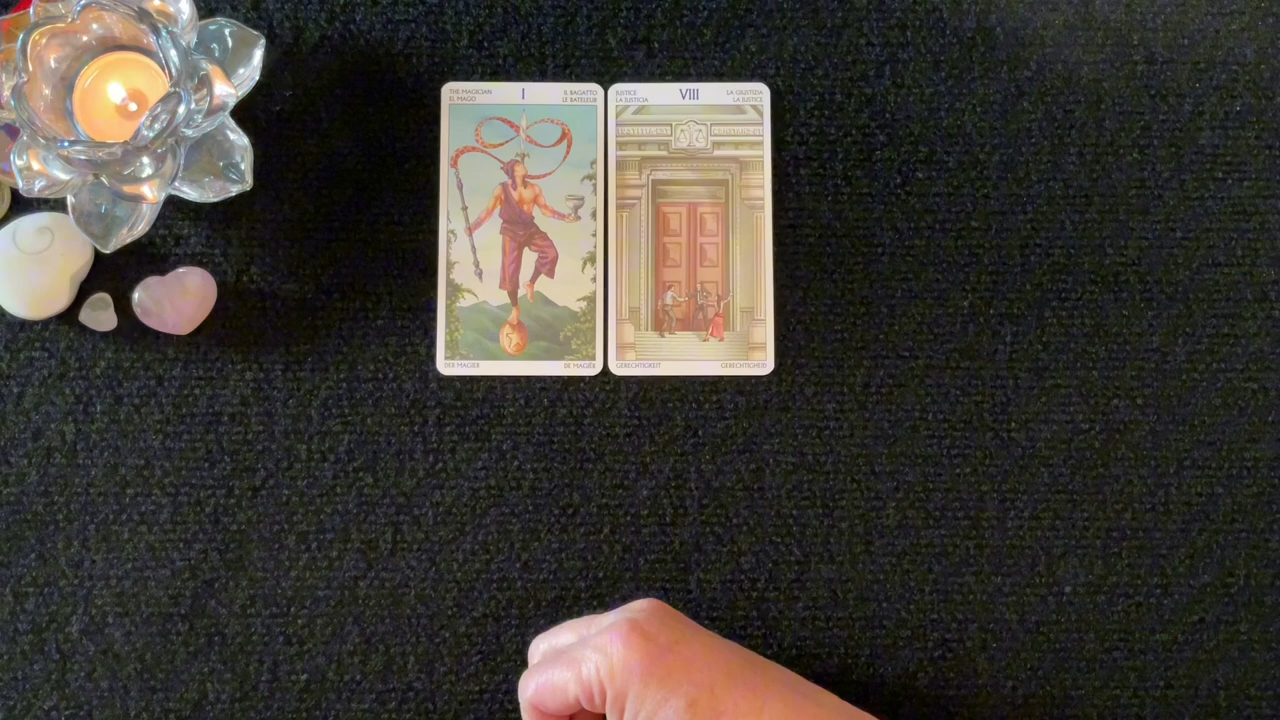 THE MAGICIAN
EL MAGO
I
IL BAGATTO
LE BATELEUR
DER MAGIER
DE MAGIËR
JUSTICE
LA JUSTICIA
VIII
LA GIUSTIZIA
LA JUSTICE
GERECHTIGKEIT
GERECHTIGHEID